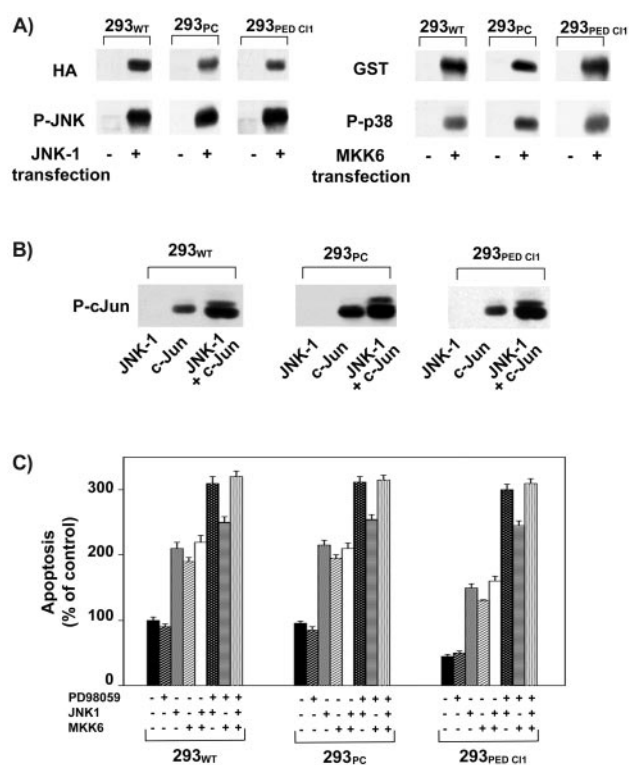 A)
293WT 293PC 293PED Cl1 293WT 293PC 293PED Cl1
HA GST
P-JNK P-p38
- + - + - + - + - + - +
JNK-1 MKK6
transfection transfection
B)
293WT 293PC 293PED Cl1
P-cJun
JNK-1 c-Jun JNK-1 + c-Jun JNK-1 c-Jun JNK-1 + c-Jun JNK-1 c-Jun JNK-1 + c-Jun
C)
Apoptosis
(% of control)
300
200
100
0
PD98059 - + - - - + + + - + - - - + + + - + - - - + + +
JNK1 - - + - + + - + - - + - + + - + - - + - + + - +
MKK6 - - - + + - + + - - - + + - + + - - - + + - + +
293WT 293PC 293PED Cl1